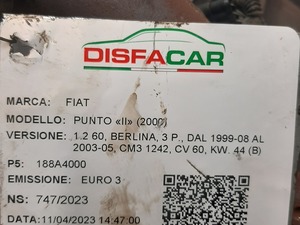 DISFACAR
MARCA: FIAT
MODELLO: PUNTO «II» (2000)
VERSIONE: 1.2 60, BERLINA, 3 P., DAL 1999-08 AL
2003-05, CM3 1242, CV 60, KW. 44 (B)
P5: 188A4000
EMISSIONE: EURO 3
NS: 747/2023
DATA:11/04/2023 14:47:00